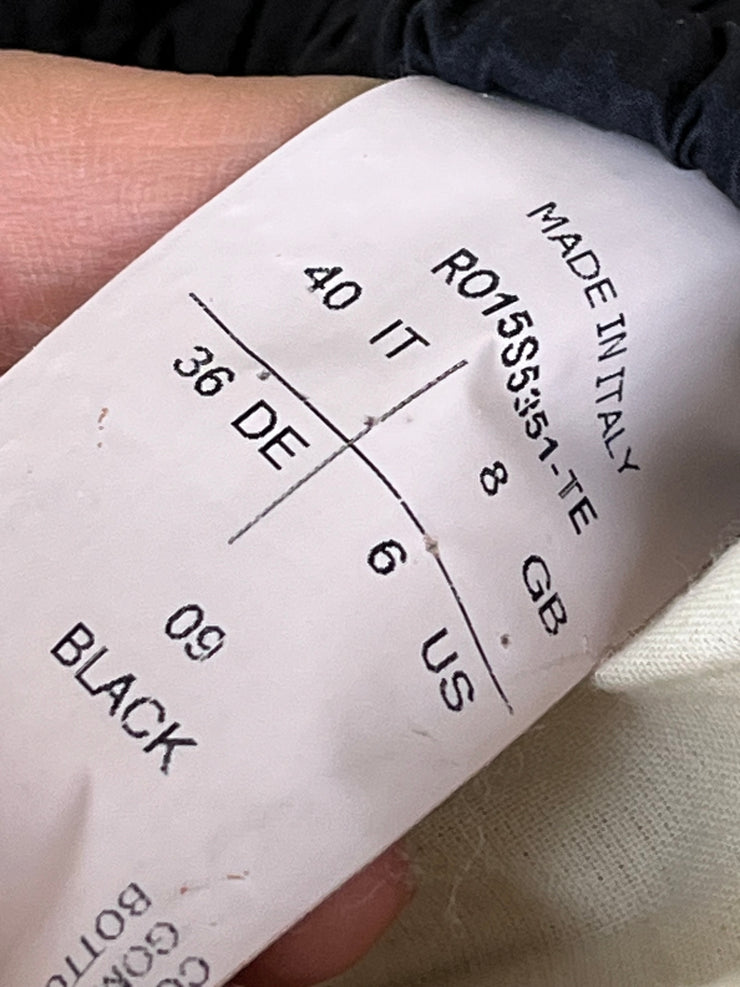 MADE IN ITALY
RO15S5351-TE
40 IT
8 GB
36 DE
6 US
09
BLACK